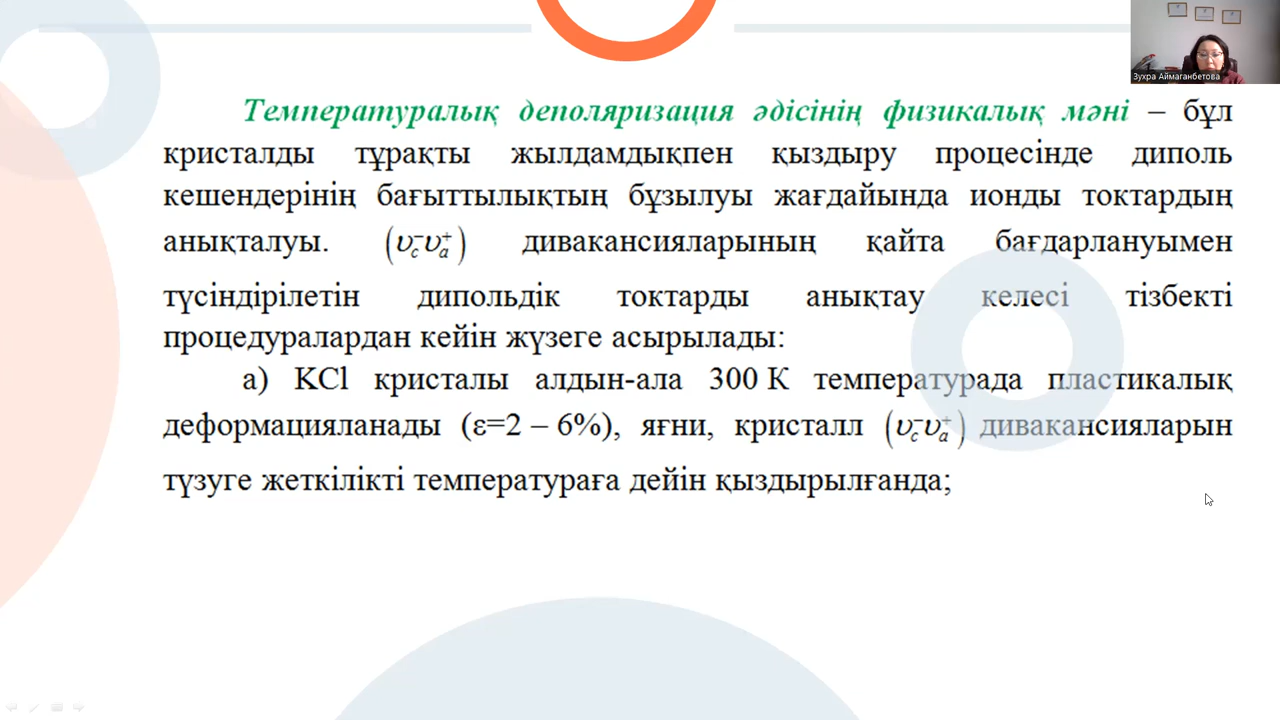 Зухра Аймаганбетова
Температуралық деполяризация әдісінің физикалық мәні – бұл
кристалды тұрақты жылдамдықпен қыздыру процесінде диполь
кешендерінің бағыттылықтың бұзылуы жағдайында ионды токтардың
анықталуы. (υc⁻υa⁺) дивакансияларының қайта бағдарлануымен
түсіндірілетін дипольдік токтарды анықтау келесі тізбекті
процедуралардан кейін жүзеге асырылады:
а) KCl кристалы алдын-ала 300 К температурада пластикалық
деформацияланады (ε=2 – 6%), яғни, кристалл (υc⁻υa⁺) дивакансияларын
түзуге жеткілікті температураға дейін қыздырылғанда;